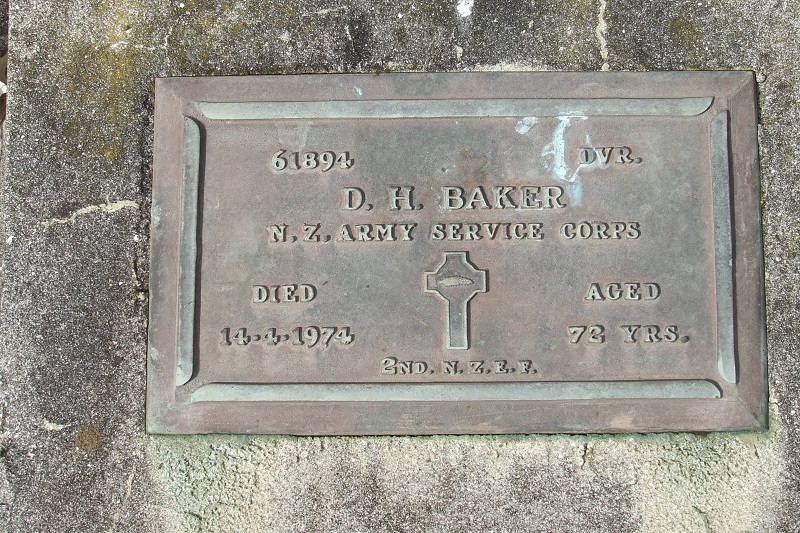 61894 DVR.
D. H. BAKER
N. Z. ARMY SERVICE CORPS
DIED AGED
14.4.1974 72 YRS.
2ND. N. Z. E. F.